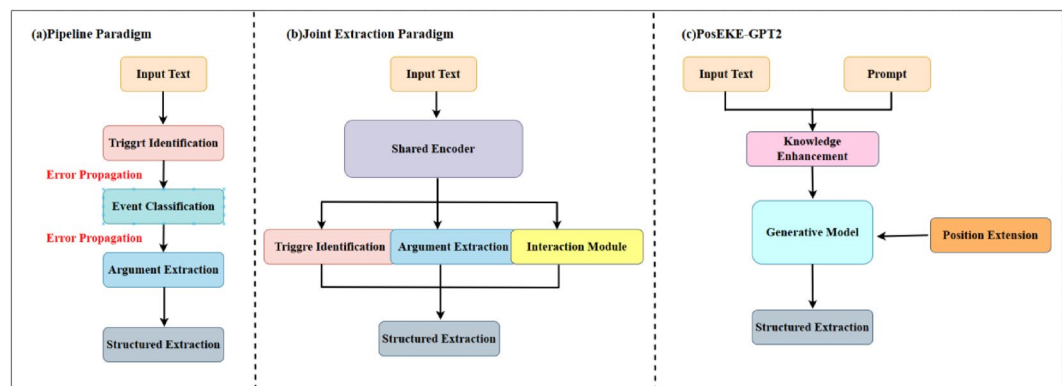 (a)Pipeline Paradigm
Input Text
Triggrt Identification
Error Propagation
Event Classification
Error Propagation
Argument Extraction
Structured Extraction
(b)Joint Extraction Paradigm
Input Text
Shared Encoder
Triggre Identification
Argument Extraction
Interaction Module
Structured Extraction
(c)PosEKE-GPT2
Input Text
Prompt
Knowledge
Enhancement
Generative Model
Position Extension
Structured Extraction